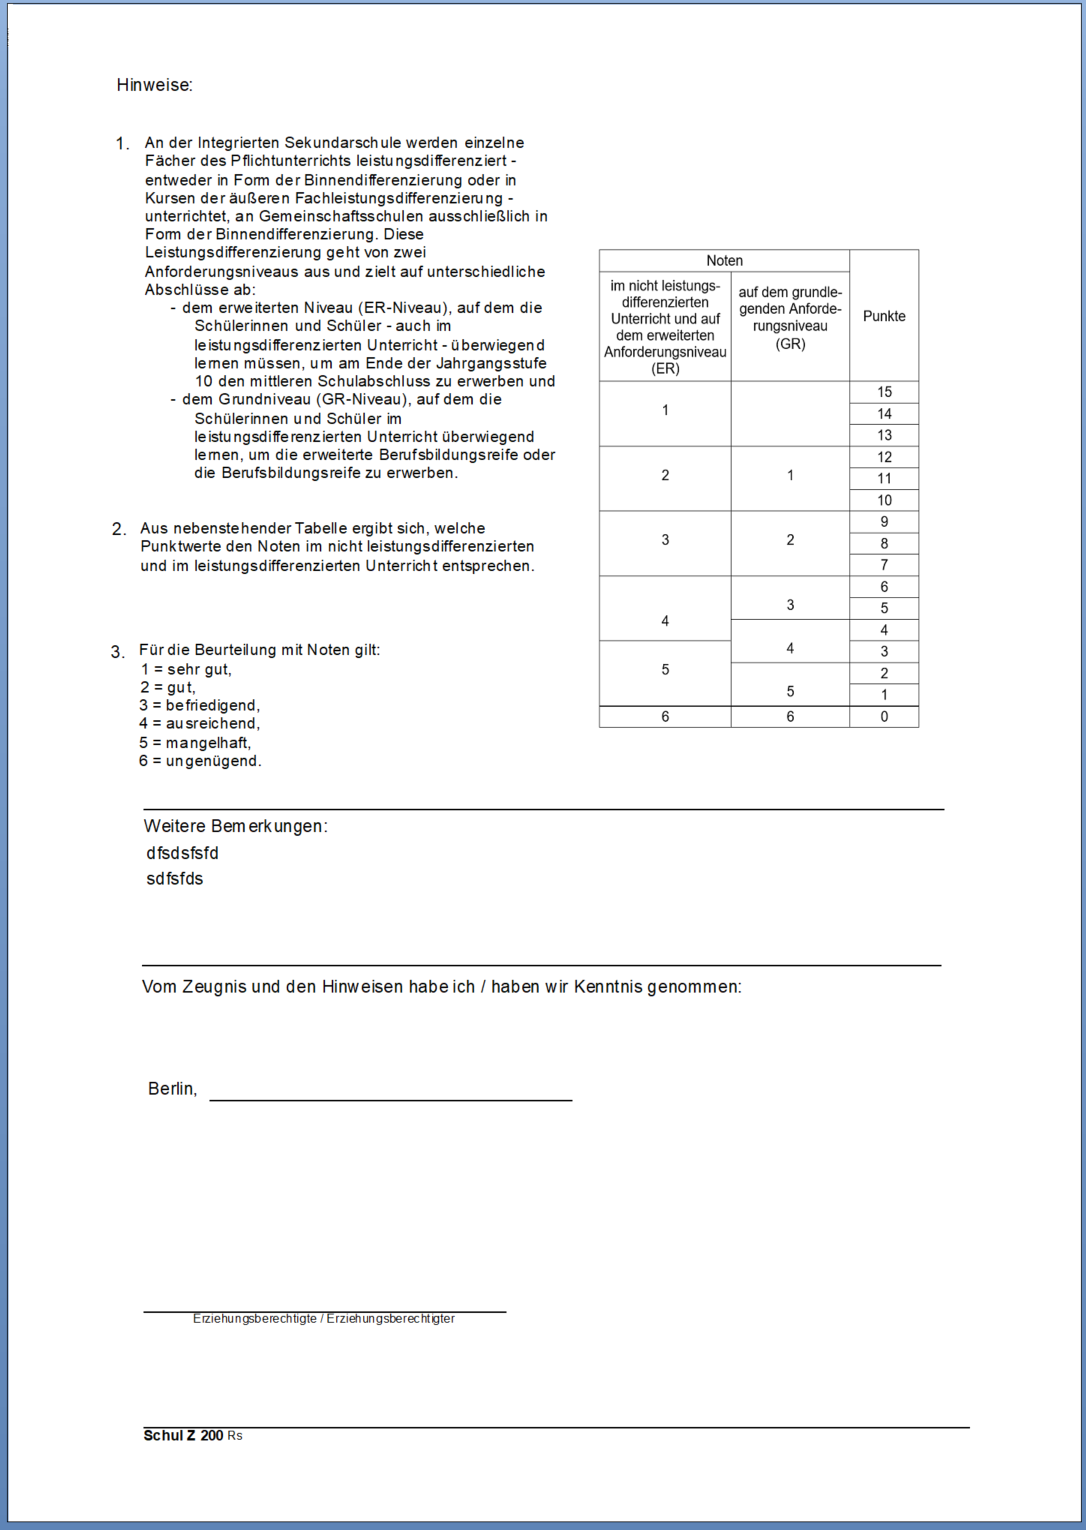 Hinweise:
1. An der Integrierten Sekundarschule werden einzelne
Fächer des Pflichtunterrichts leistungsdifferenziert -
entweder in Form der Binnendifferenzierung oder in
Kursen der äußeren Fachleistungsdifferenzierung -
unterrichtet, an Gemeinschaftsschulen ausschließlich in
Form der Binnendifferenzierung. Diese
Leistungsdifferenzierung geht von zwei
Anforderungsniveaus aus und zielt auf unterschiedliche
Abschlüsse ab:
- dem erweiterten Niveau (ER-Niveau), auf dem die
Schülerinnen und Schüler - auch im
leistungsdifferenzierten Unterricht - überwiegend
lernen müssen, um am Ende der Jahrgangsstufe
10 den mittleren Schulabschluss zu erwerben und
- dem Grundniveau (GR-Niveau), auf dem die
Schülerinnen und Schüler im
leistungsdifferenzierten Unterricht überwiegend
lernen, um die erweiterte Berufsbildungsreife oder
die Berufsbildungsreife zu erwerben.
2. Aus nebenstehender Tabelle ergibt sich, welche
Punktwerte den Noten im nicht leistungsdifferenzierten
und im leistungsdifferenzierten Unterricht entsprechen.
3. Für die Beurteilung mit Noten gilt:
1 = sehr gut,
2 = gut,
3 = befriedigend,
4 = ausreichend,
5 = mangelhaft,
6 = ungenügend.
Noten
im nicht leistungs-
differenzierten
Unterricht und auf
dem erweiterten
Anforderungsniveau
(ER)
auf dem grundle-
genden Anforde-
rungsniveau
(GR)
Punkte
15
1
14
13
12
2 1 11
10
9
3 2 8
7
6
3 5
4
4
4 3
5
2
5 1
6 6 0
Weitere Bemerkungen:
dfsdsfsfd
sdfsfds
Vom Zeugnis und den Hinweisen habe ich / haben wir Kenntnis genommen:
Berlin,
Erziehungsberechtigte / Erziehungsberechtigter
Schul Z 200 Rs